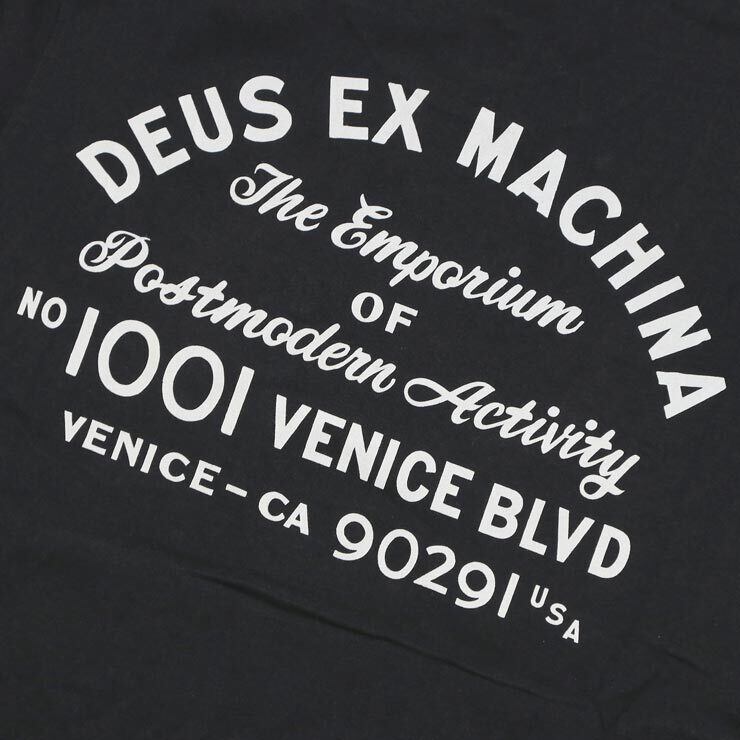 DEUS EX MACHINA
The Emporium
OF
Postmodern Activity
NO 1001 VENICE BLVD
VENICE-CA 90291 USA